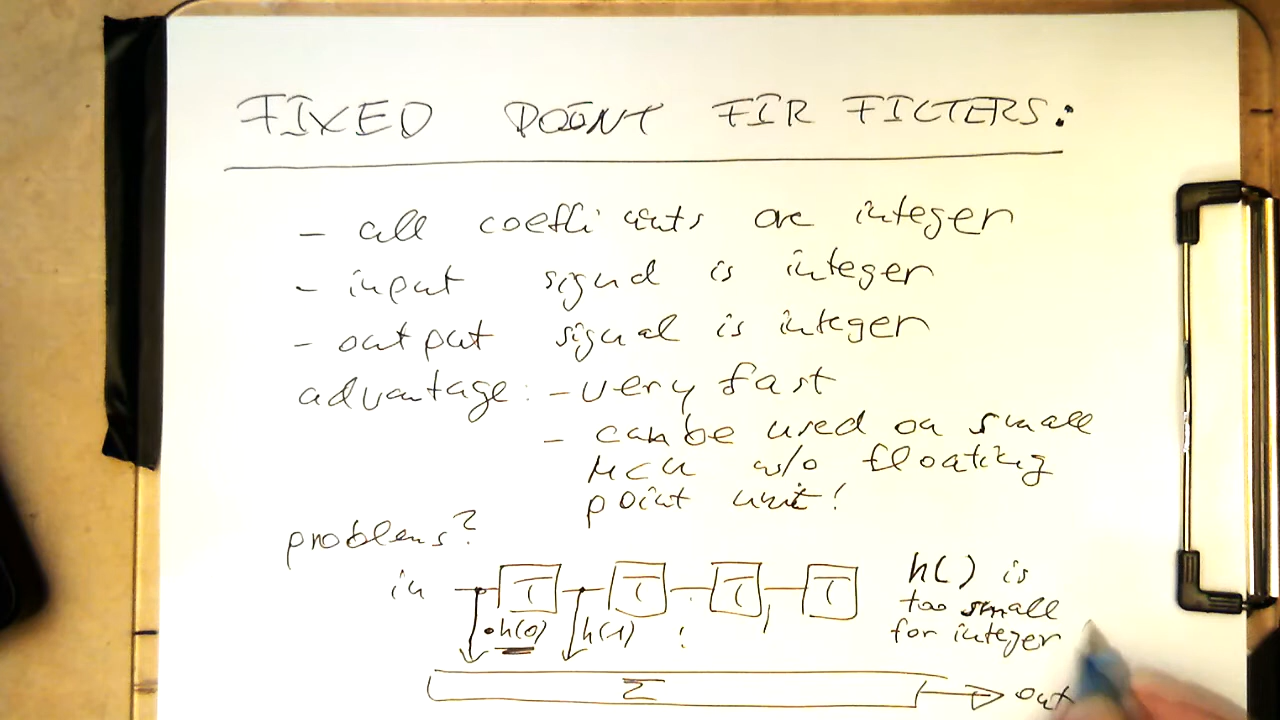 FIXED POINT FIR FILTERS:
- all coefficients are integer
- input signal is integer
- output signal is integer
advantage: - very fast
- can be used on small
μCU w/o floating
point unit!
problems?
in T T T T
h() is
too small
for integer
·h(0) h(1) !
Σ → out